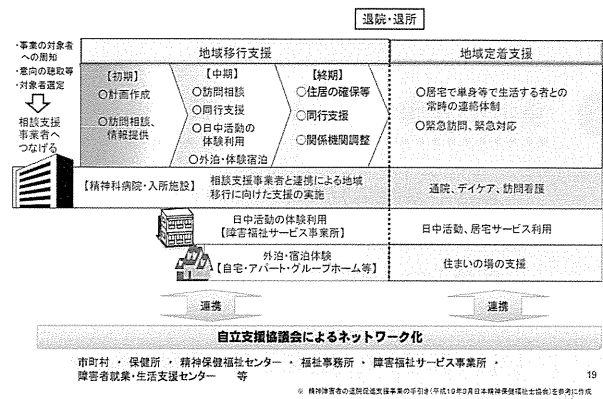 退院・退所
・事業の対象者
への周知
・意向の聴取等
・対象者選定
相談支援
事業者へ
つなげる
地域移行支援
地域定着支援
【初期】
○計画作成
○訪問相談、
情報提供
【中期】
○訪問相談
○同行支援
○日中活動の
体験利用
○外泊・体験宿泊
【終期】
○住居の確保等
○同行支援
○関係機関調整
○居宅で単身等で生活する者との
常時の連絡体制
○緊急訪問、緊急対応
【精神科病院・入所施設】
相談支援事業者と連携による地域
移行に向けた支援の実施
通院、デイケア、訪問看護
日中活動の体験利用
【障害福祉サービス事業所】
日中活動、居宅サービス利用
外泊・宿泊体験
【自宅・アパート・グループホーム等】
住まいの場の支援
連携
連携
自立支援協議会によるネットワーク化
市町村 ・ 保健所 ・ 精神保健福祉センター ・ 福祉事務所 ・ 障害福祉サービス事業所 ・
障害者就業・生活支援センター 等
19
※ 精神障害者の退院促進支援事業の手引き(平成19年3月日本精神保健福祉士協会)を参考に作成